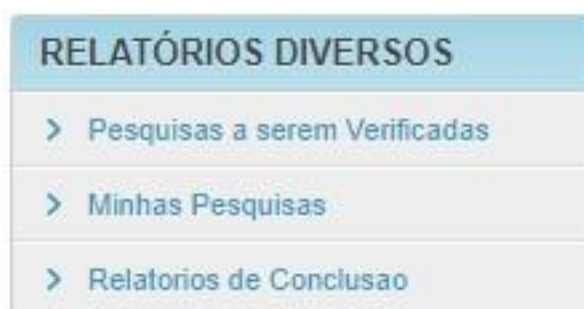 RELATÓRIOS DIVERSOS
Pesquisas a serem Verificadas
Minhas Pesquisas
Relatorios de Conclusao